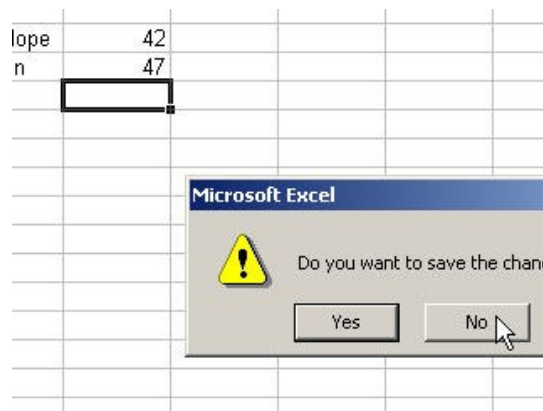 lope 42
n 47
Microsoft Excel
Do you want to save the chan
Yes No